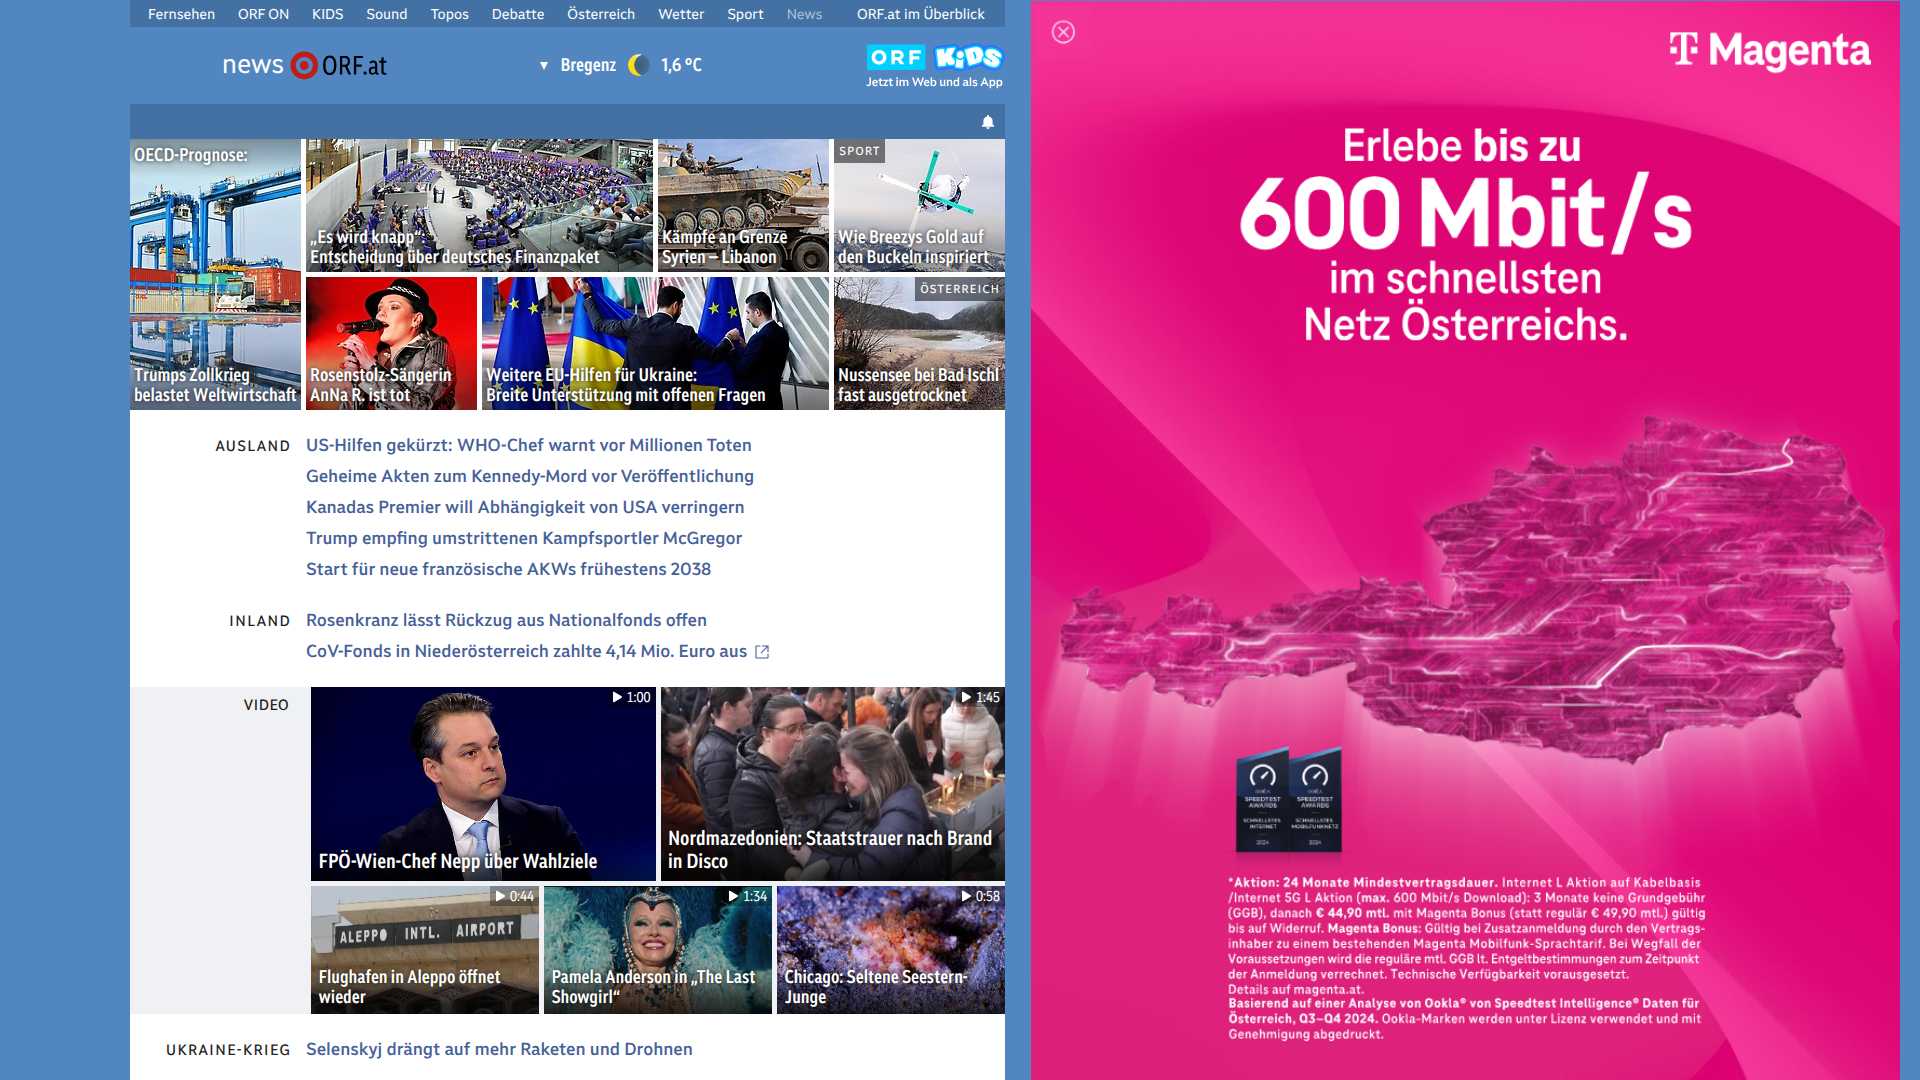 Fernsehen ORF ON KIDS Sound Topos Debatte Österreich Wetter Sport News ORF.at im Überblick
news ORF.at
Bregenz 1,6 °C
ORF KiDS
Jetzt im Web und als App
OECD-Prognose:
Trumps Zollkrieg
belastet Weltwirtschaft
„Es wird knapp“:
Entscheidung über deutsches Finanzpaket
Kämpfe an Grenze
Syrien – Libanon
SPORT
Wie Breezys Gold auf
den Buckeln inspiriert
Rosenstolz-Sängerin
AnNa R. ist tot
Weitere EU-Hilfen für Ukraine:
Breite Unterstützung mit offenen Fragen
ÖSTERREICH
Nussensee bei Bad Ischl
fast ausgetrocknet
AUSLAND
US-Hilfen gekürzt: WHO-Chef warnt vor Millionen Toten
Geheime Akten zum Kennedy-Mord vor Veröffentlichung
Kanadas Premier will Abhängigkeit von USA verringern
Trump empfing umstrittenen Kampfsportler McGregor
Start für neue französische AKWs frühestens 2038
INLAND
Rosenkranz lässt Rückzug aus Nationalfonds offen
CoV-Fonds in Niederösterreich zahlte 4,14 Mio. Euro aus
VIDEO
1:00
FPÖ-Wien-Chef Nepp über Wahlziele
1:45
Nordmazedonien: Staatstrauer nach Brand
in Disco
0:44
ALEPPO INTL. AIRPORT
Flughafen in Aleppo öffnet
wieder
1:34
Pamela Anderson in „The Last
Showgirl“
0:58
Chicago: Seltene Seestern-
Junge
UKRAINE-KRIEG
Selenskyj drängt auf mehr Raketen und Drohnen
T Magenta
Erlebe bis zu
600 Mbit/s
im schnellsten
Netz Österreichs.
OOKLA
SPEEDTEST
AWARDS
SCHNELLSTES
INTERNET
2024
OOKLA
SPEEDTEST
AWARDS
SCHNELLSTES
MOBILFUNKNETZ
2024
*Aktion: 24 Monate Mindestvertragsdauer. Internet L Aktion auf Kabelbasis
/Internet 5G L Aktion (max. 600 Mbit/s Download): 3 Monate keine Grundgebühr
(GGB), danach € 44,90 mtl. mit Magenta Bonus (statt regulär € 49,90 mtl.) gültig
bis auf Widerruf. Magenta Bonus: Gültig bei Zusatzanmeldung durch den Vertrags-
inhaber zu einem bestehenden Magenta Mobilfunk-Sprachtarif. Bei Wegfall der
Voraussetzungen wird die reguläre mtl. GGB lt. Entgeltbestimmungen zum Zeitpunkt
der Anmeldung verrechnet. Technische Verfügbarkeit vorausgesetzt.
Details auf magenta.at.
Basierend auf einer Analyse von Ookla® von Speedtest Intelligence® Daten für
Österreich, Q3–Q4 2024. Ookla-Marken werden unter Lizenz verwendet und mit
Genehmigung abgedruckt.